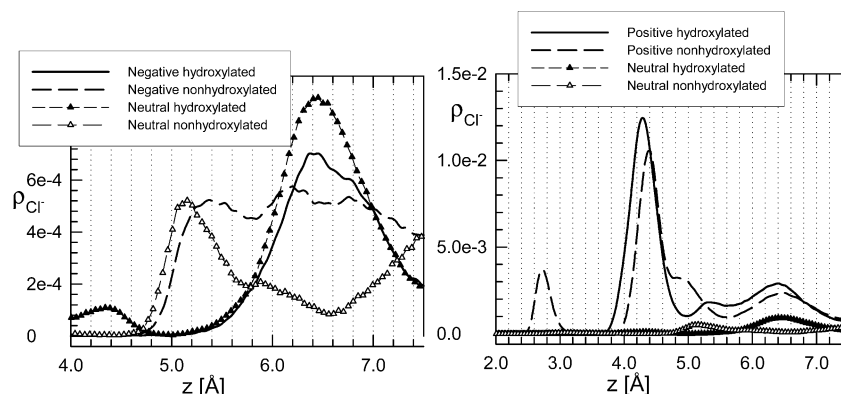 Negative hydroxylated
Negative nonhydroxylated
Neutral hydroxylated
Neutral nonhydroxylated
6e-4
ρCl-
4e-4
2e-4
0
4.0 5.0 6.0 7.0
z [Å]
Positive hydroxylated
Positive nonhydroxylated
Neutral hydroxylated
Neutral nonhydroxylated
1.5e-2
ρCl-
1.0e-2
5.0e-3
0.0
2.0 3.0 4.0 5.0 6.0 7.0
z [Å]